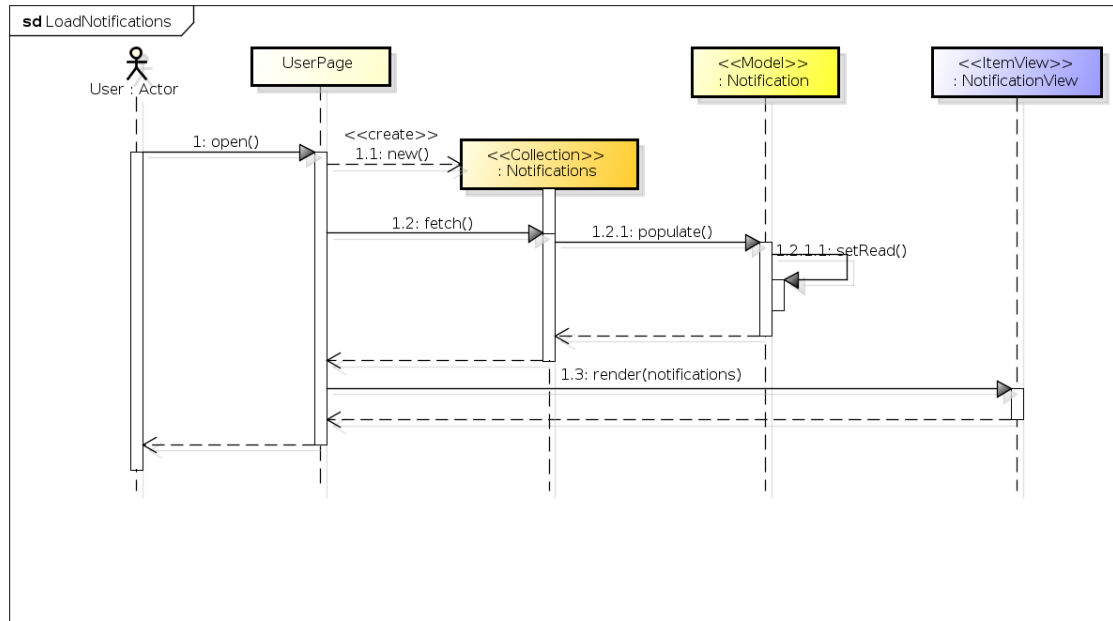 sd LoadNotifications
User : Actor
UserPage
<<Model>>
: Notification
<<ItemView>>
: NotificationView
1: open()
<<create>>
1.1: new()
<<Collection>>
: Notifications
1.2: fetch()
1.2.1: populate()
1.2.1.1: setRead()
1.3: render(notifications)